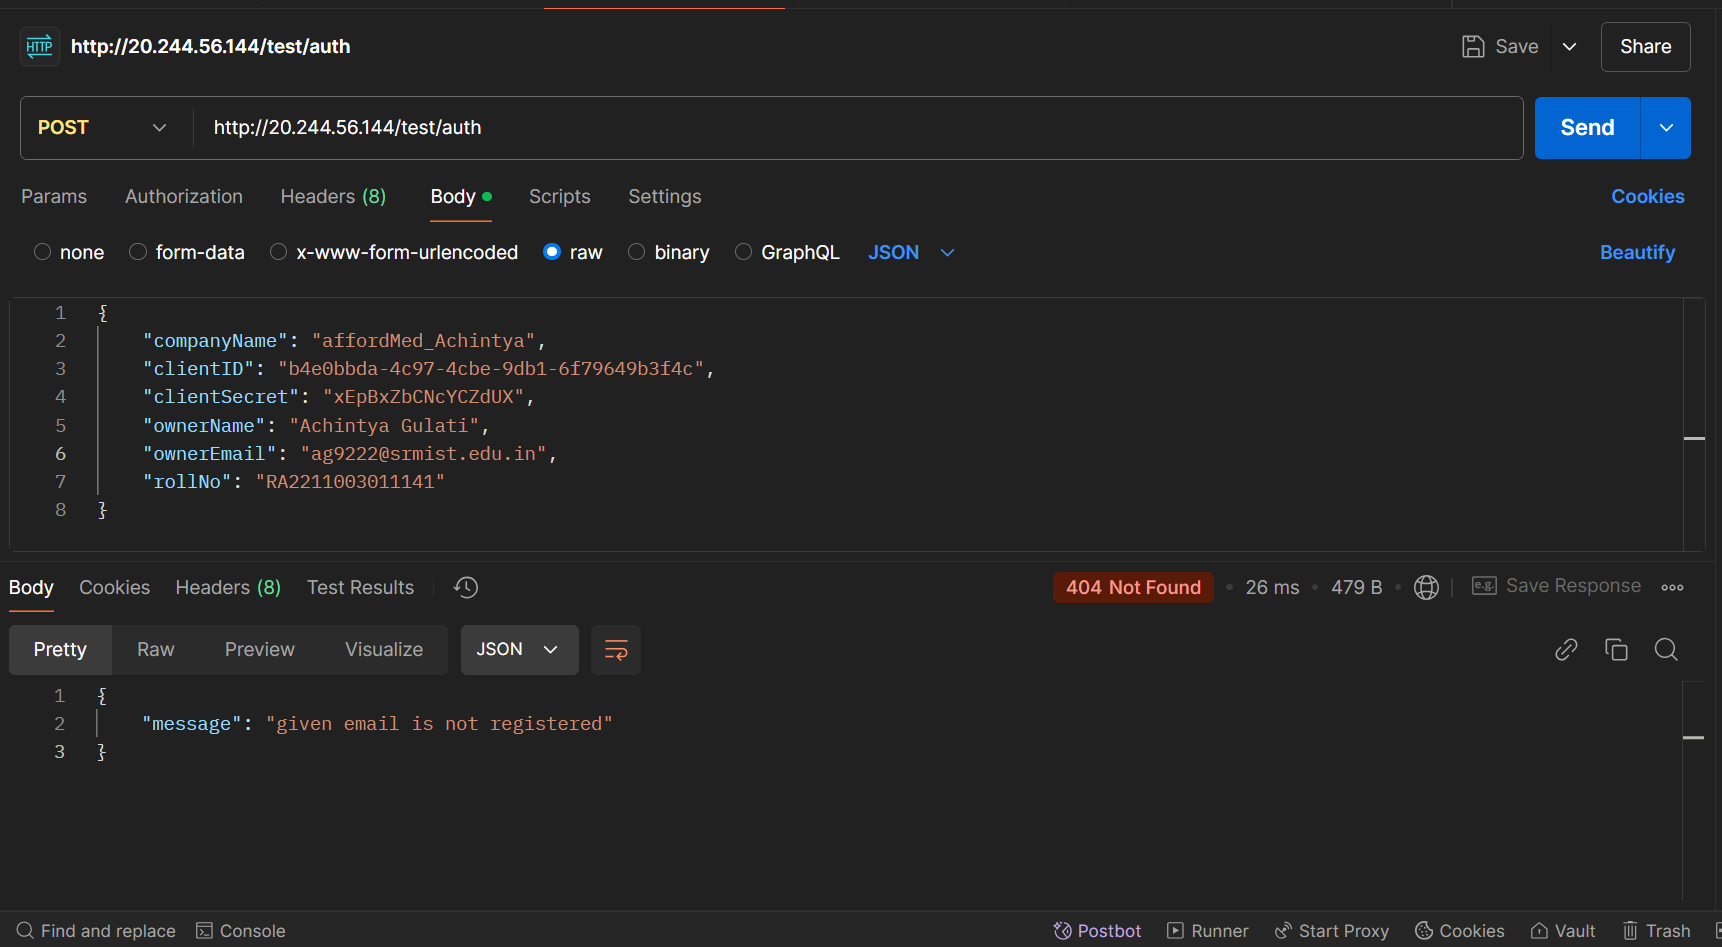 HTTP http://20.244.56.144/test/auth Save Share
POST http://20.244.56.144/test/auth Send
Params Authorization Headers (8) Body Scripts Settings Cookies
none form-data x-www-form-urlencoded raw binary GraphQL JSON Beautify
1 {
2 "companyName": "affordMed_Achintya",
3 "clientID": "b4e0bbda-4c97-4cbe-9db1-6f79649b3f4c",
4 "clientSecret": "xEpBxZbCNcYCZdUX",
5 "ownerName": "Achintya Gulati",
6 "ownerEmail": "ag9222@srmist.edu.in",
7 "rollNo": "RA2211003011141"
8 }
Body Cookies Headers (8) Test Results 404 Not Found • 26 ms • 479 B • e.g. Save Response
Pretty Raw Preview Visualize JSON
1 {
2 "message": "given email is not registered"
3 }
Find and replace Console Postbot Runner Start Proxy Cookies Vault Trash